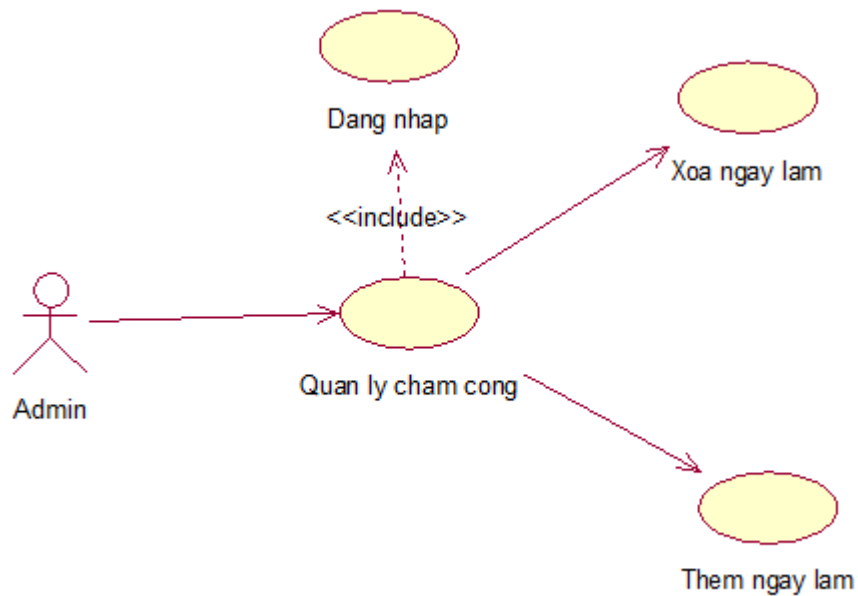 Dang nhap
Xoa ngay lam
<<include>>
Quan ly cham cong
Admin
Them ngay lam